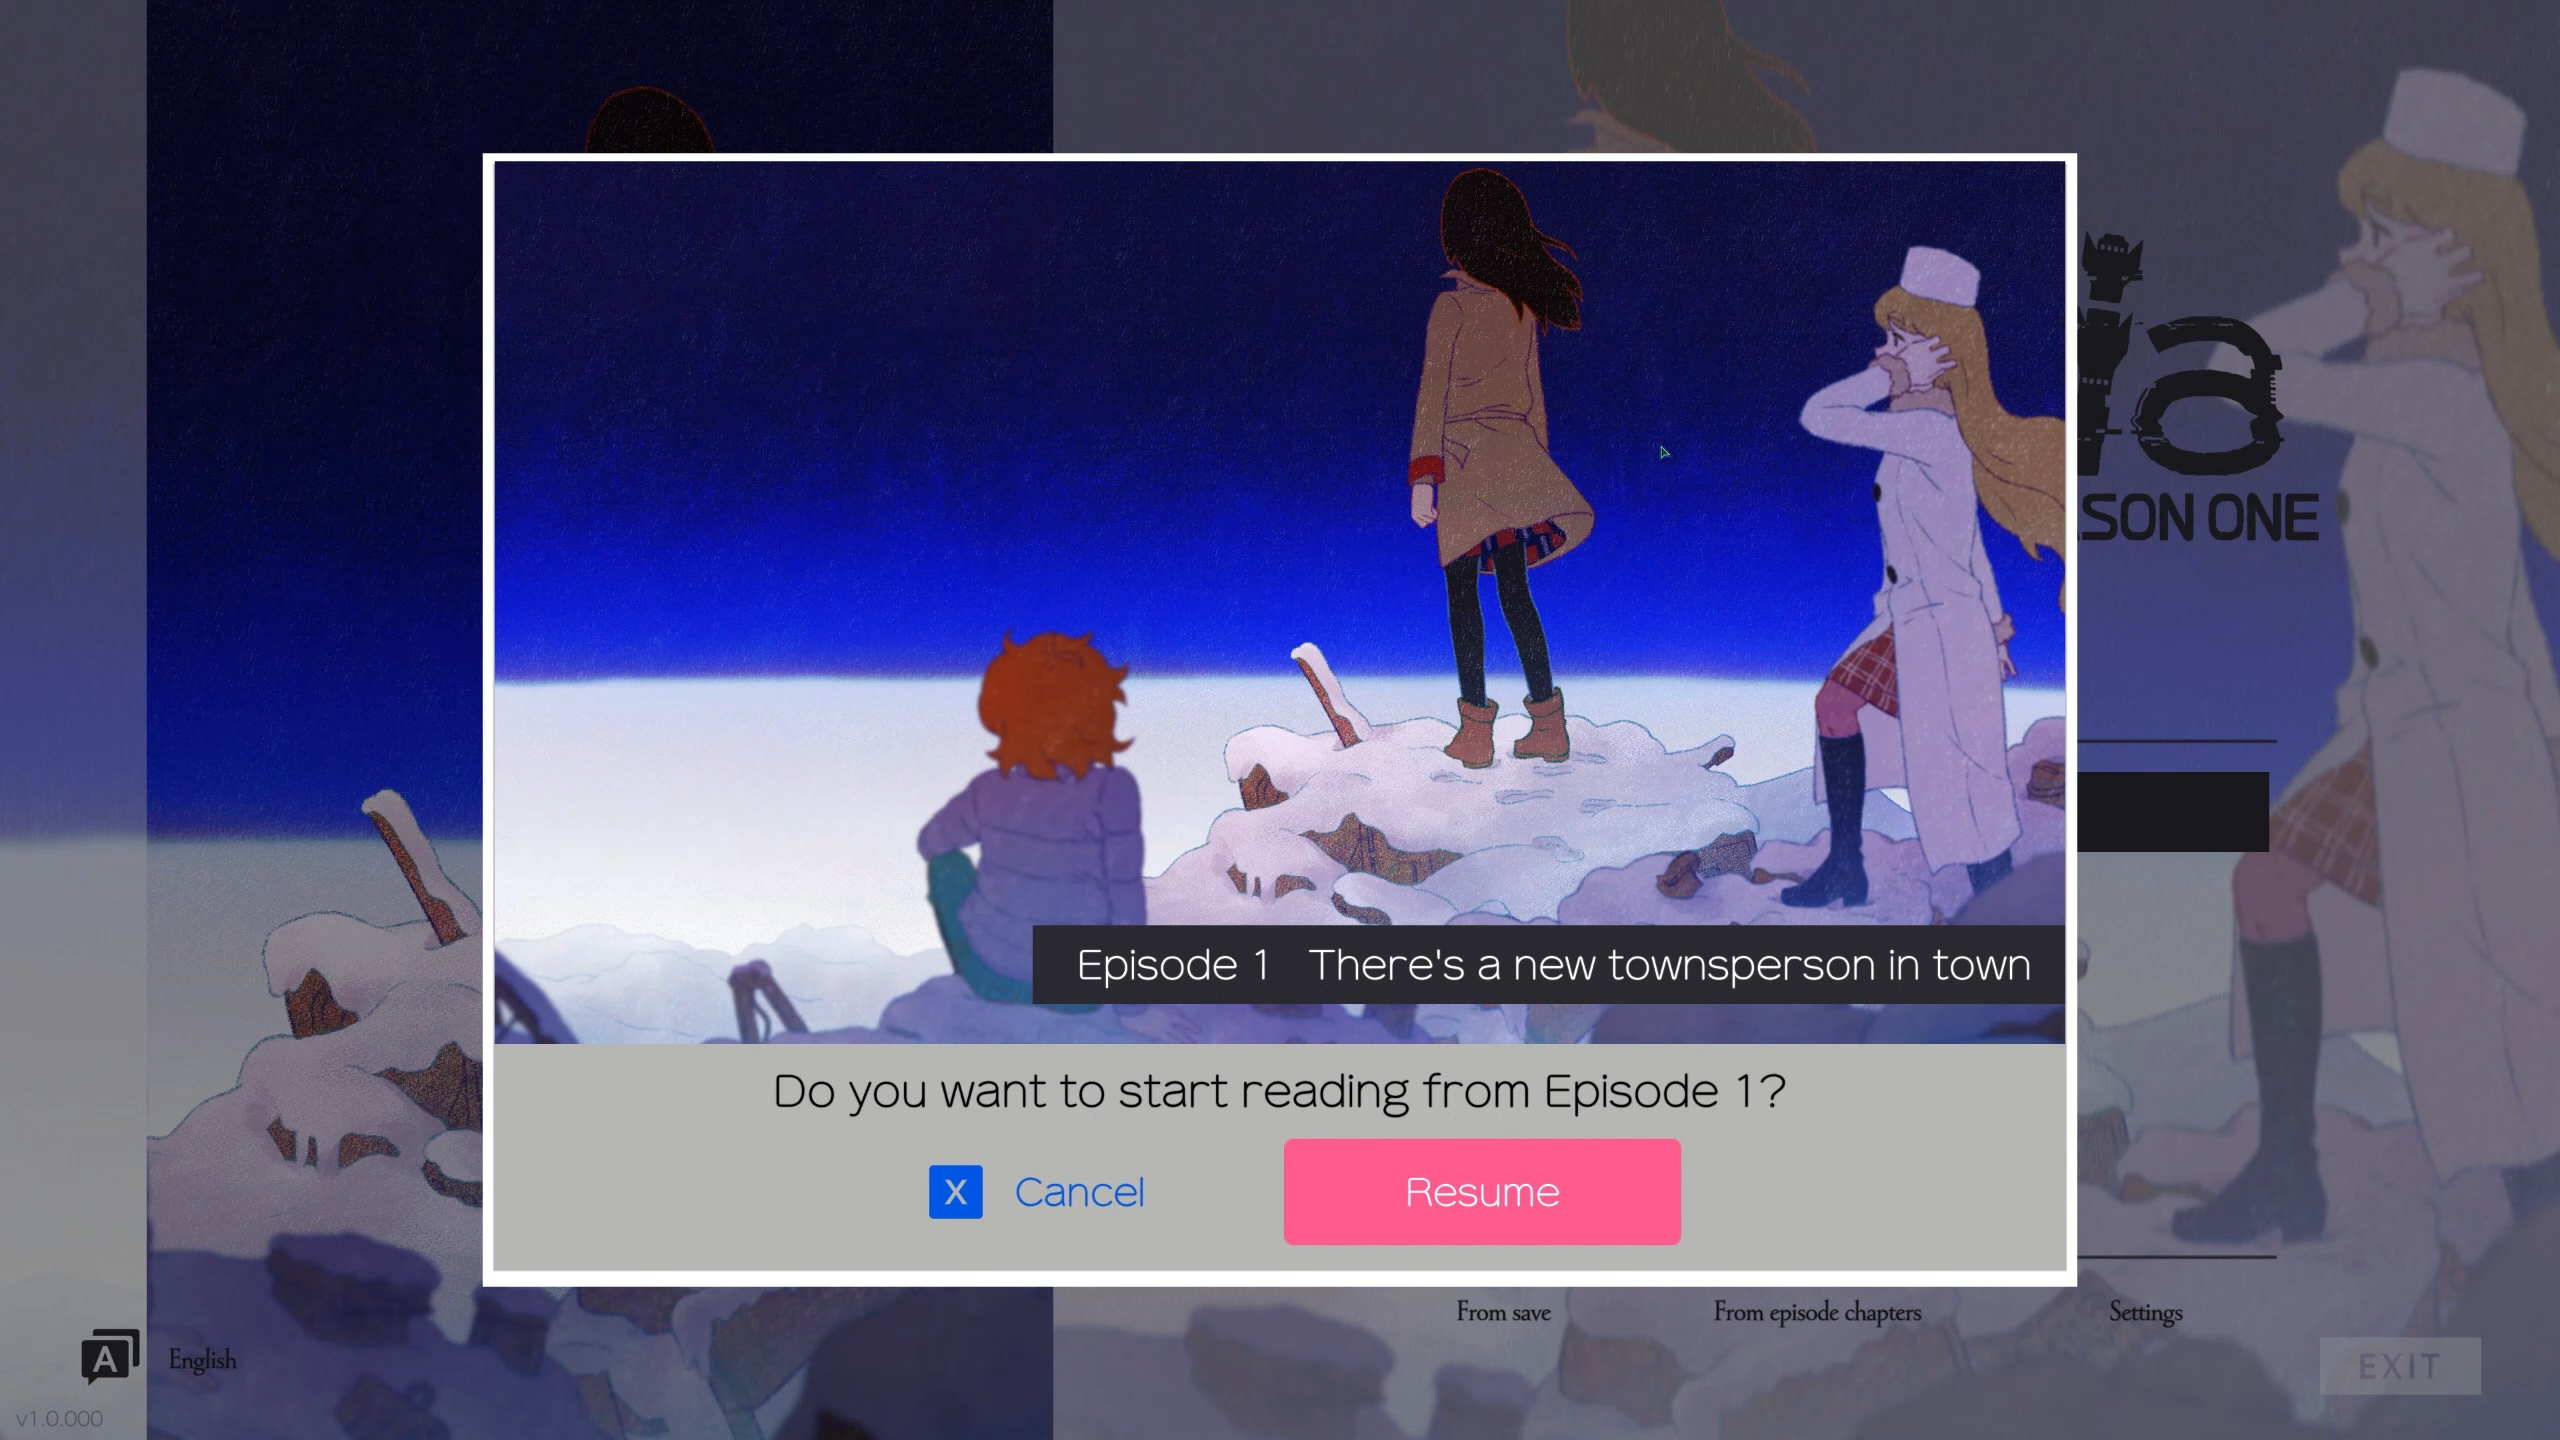 SON ONE
Episode 1 There's a new townsperson in town
Do you want to start reading from Episode 1?
X Cancel
Resume
From save
From episode chapters
Settings
A English
EXIT
v1.0.000